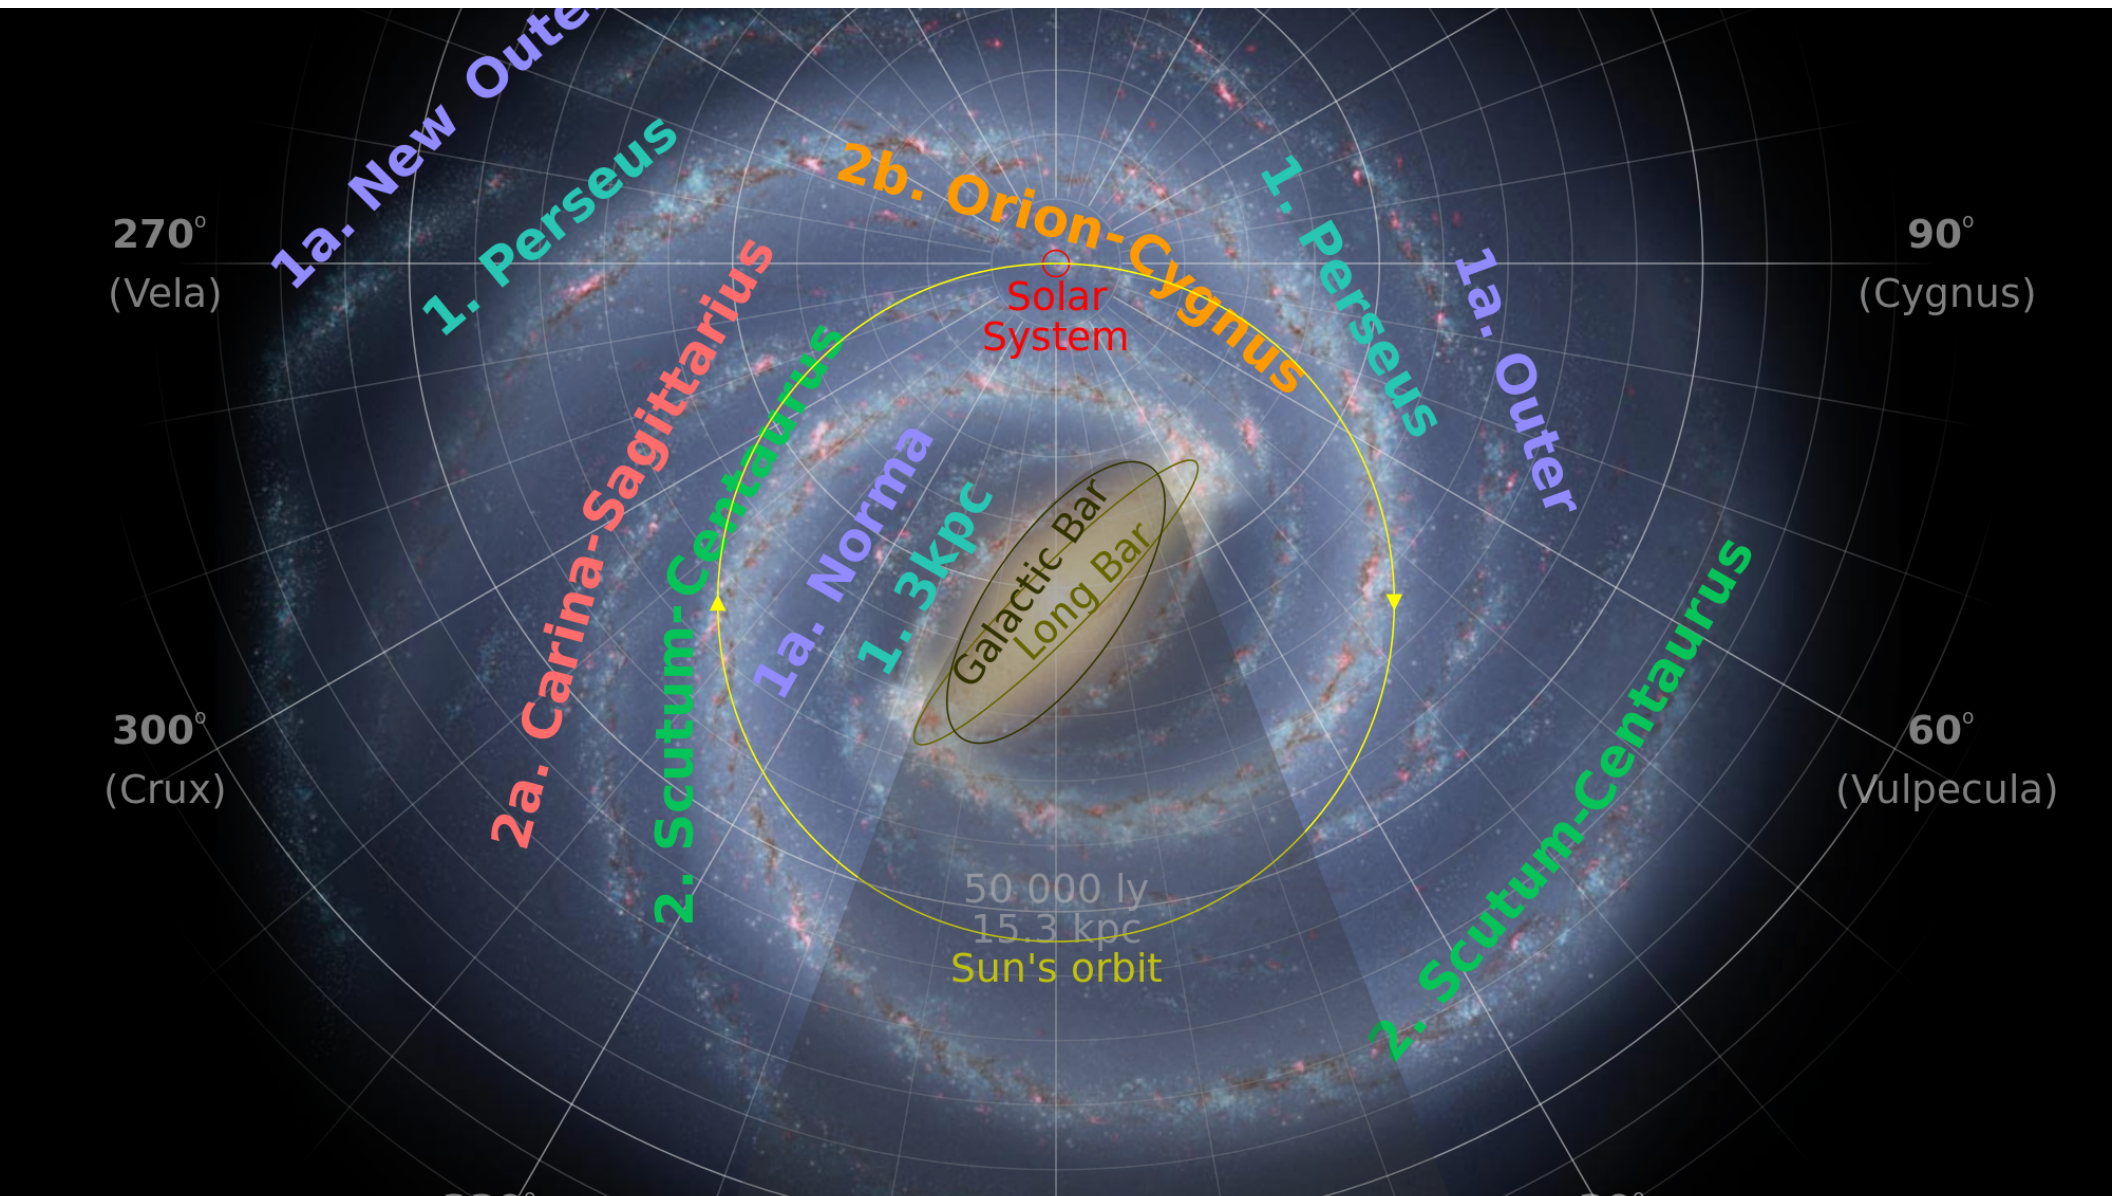 1a. New Oute
1. Perseus
2b. Orion-Cygnus
1. Perseus
1a. Outer
270°
(Vela)
90°
(Cygnus)
Solar
System
2a. Carina-Sagittarius
2. Scutum-Centaurus
1a. Norma
1. 3kpc
Galactic Bar
Long Bar
2. Scutum-Centaurus
300°
(Crux)
60°
(Vulpecula)
50 000 ly
15.3 kpc
Sun's orbit